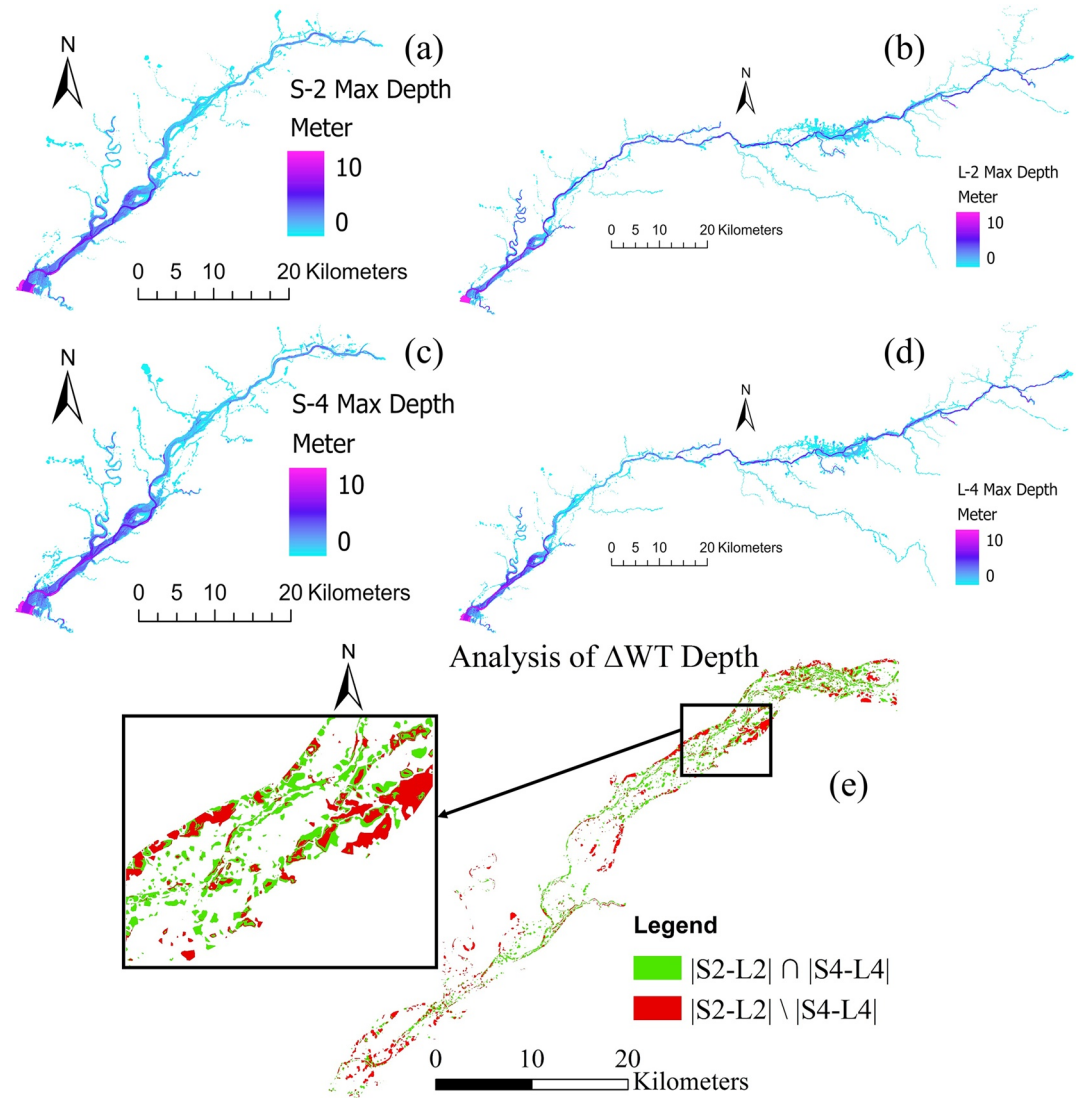 N
(a)
S-2 Max Depth
Meter
10
0
0 5 10 20 Kilometers
N
(b)
L-2 Max Depth
Meter
10
0
0 5 10 20 Kilometers
N
(c)
S-4 Max Depth
Meter
10
0
0 5 10 20 Kilometers
N
(d)
L-4 Max Depth
Meter
10
0
0 5 10 20 Kilometers
Analysis of ΔWT Depth
N
(e)
Legend
|S2-L2| ∩ |S4-L4|
|S2-L2| \ |S4-L4|
0 10 20
Kilometers